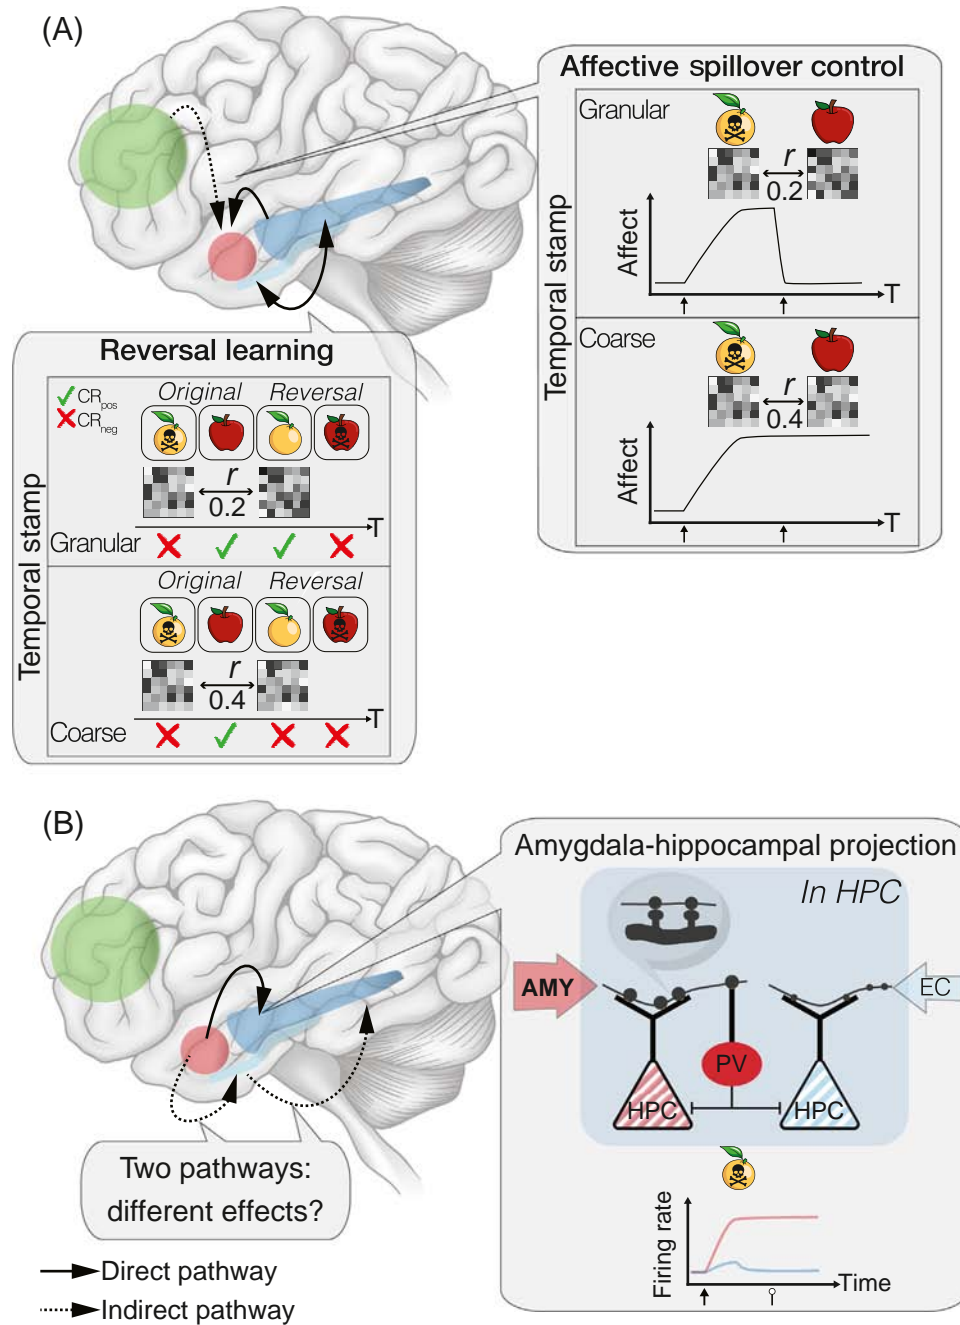 (A)
Affective spillover control
Temporal stamp
Granular
r
0.2
Affect
T
Coarse
r
0.4
Affect
T
Reversal learning
Temporal stamp
CRpos
CRneg
Original Reversal
r
0.2
T
Granular
Original Reversal
r
0.4
T
Coarse
(B)
Amygdala-hippocampal projection
In HPC
AMY
EC
PV
HPC
HPC
Firing rate
Time
Two pathways:
different effects?
Direct pathway
Indirect pathway